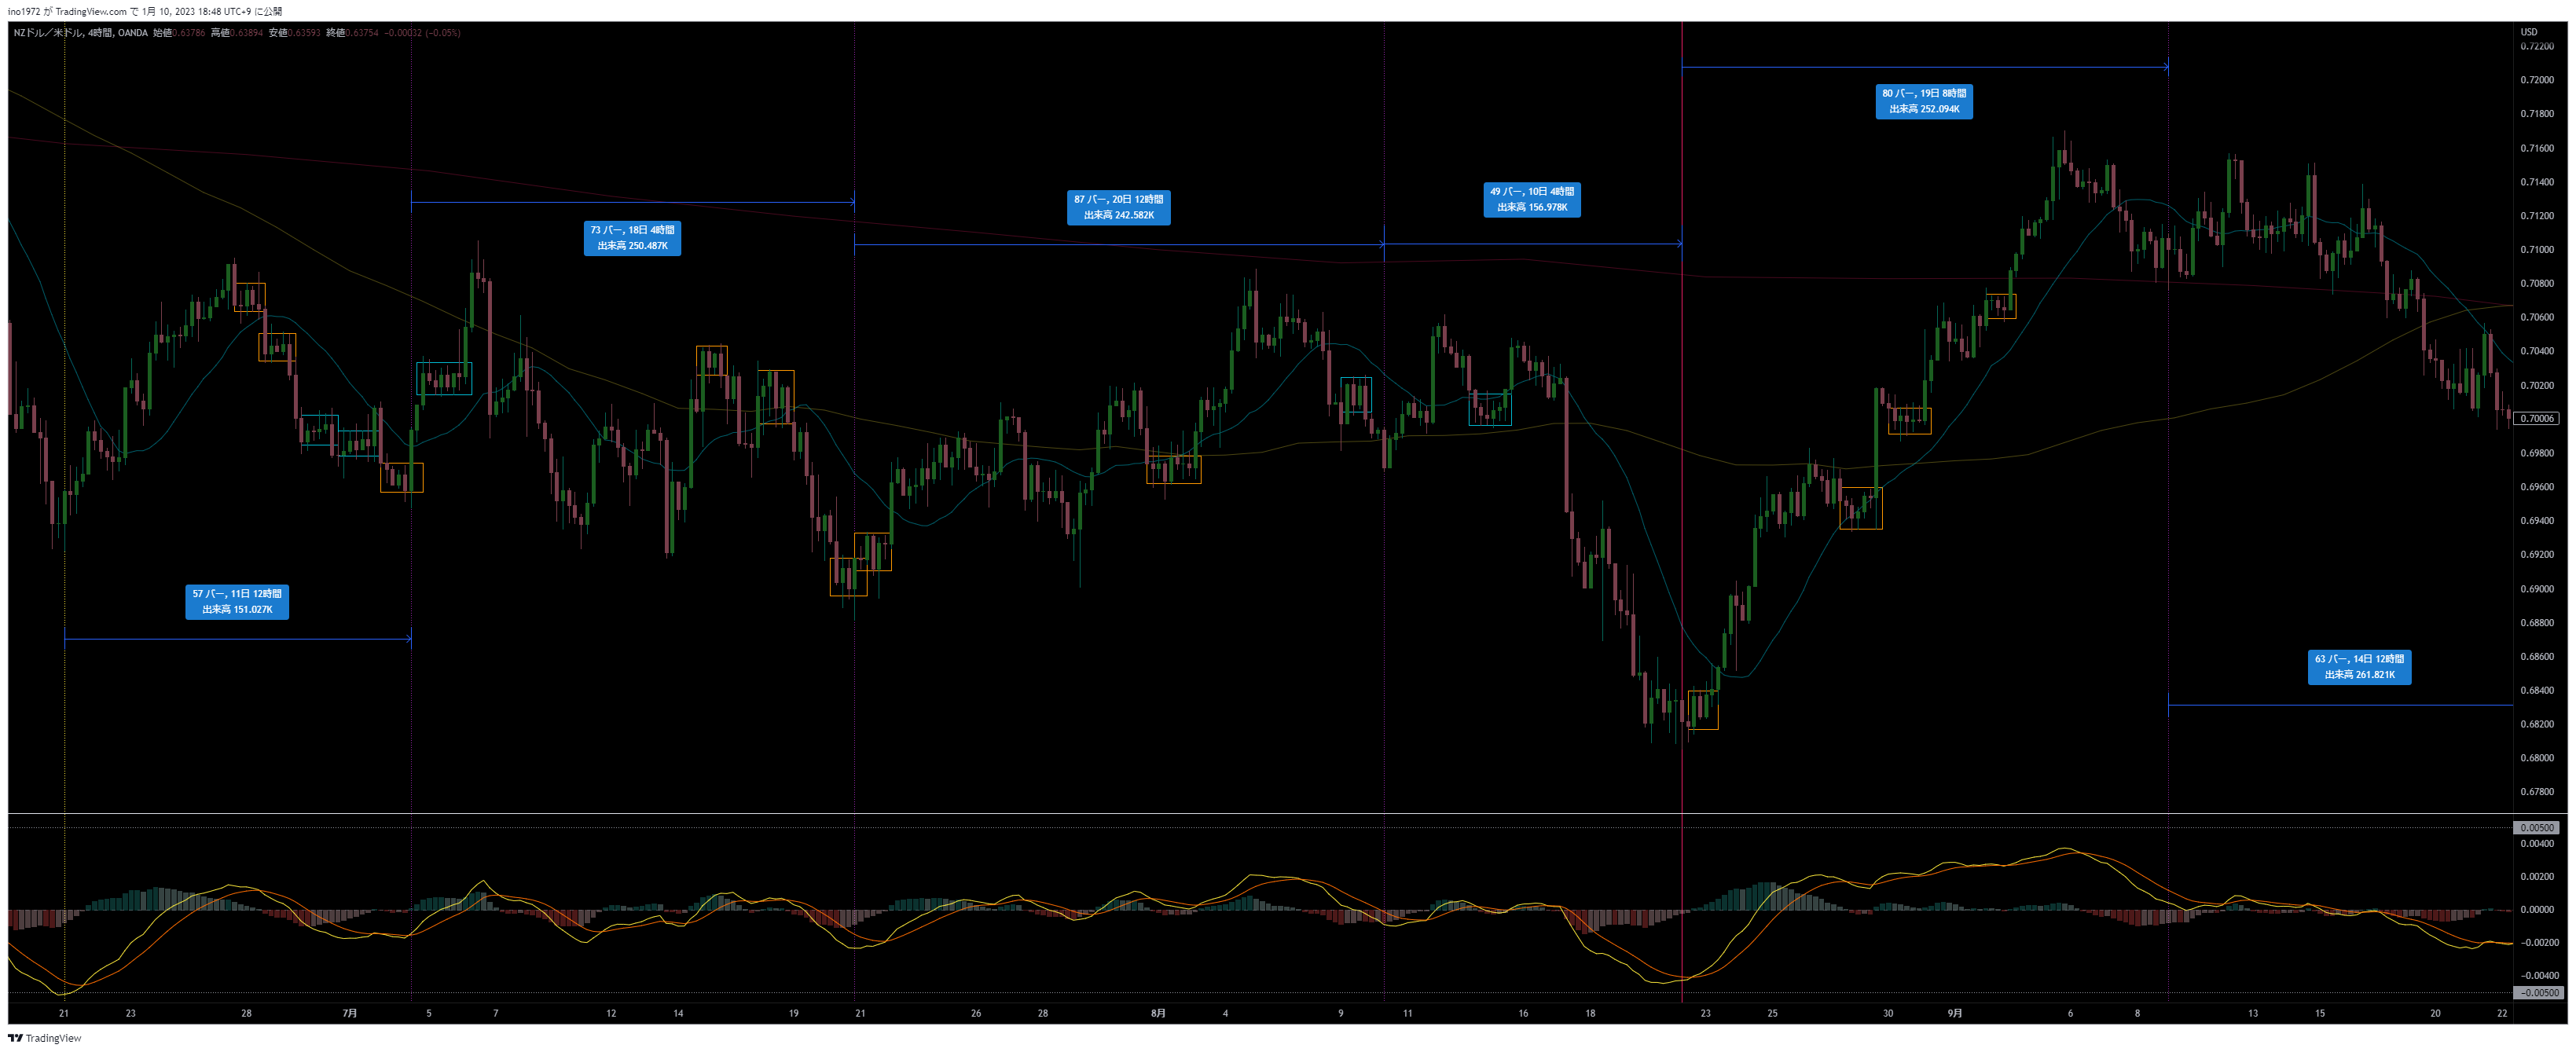 ino1972 が TradingView.com で 1月 10, 2023 18:48 UTC+9 に公開
NZドル／米ドル, 4時間, OANDA 始値0.63786 高値0.63894 安値0.63593 終値0.63754 −0.00032 (−0.05%)
USD
0.72200
0.72000
80 バー, 19日 8時間
出来高 252.094K
0.71800
0.71600
0.71400
49 バー, 10日 4時間
出来高 156.978K
87 バー, 20日 12時間
出来高 242.582K
0.71200
73 バー, 18日 4時間
出来高 250.487K
0.71000
0.70800
0.70600
0.70400
0.70200
0.70006
0.69800
0.69600
0.69400
0.69200
0.69000
57 バー, 11日 12時間
出来高 151.027K
0.68800
0.68600
63 バー, 14日 12時間
出来高 261.821K
0.68400
0.68200
0.68000
0.67800
0.00500
0.00400
0.00200
0.00000
−0.00200
−0.00400
−0.00500
21 23 28 7月 5 7 12 14 19 21 26 28 8月 4 9 11 16 18 23 25 30 9月 6 8 13 15 20 22
TradingView